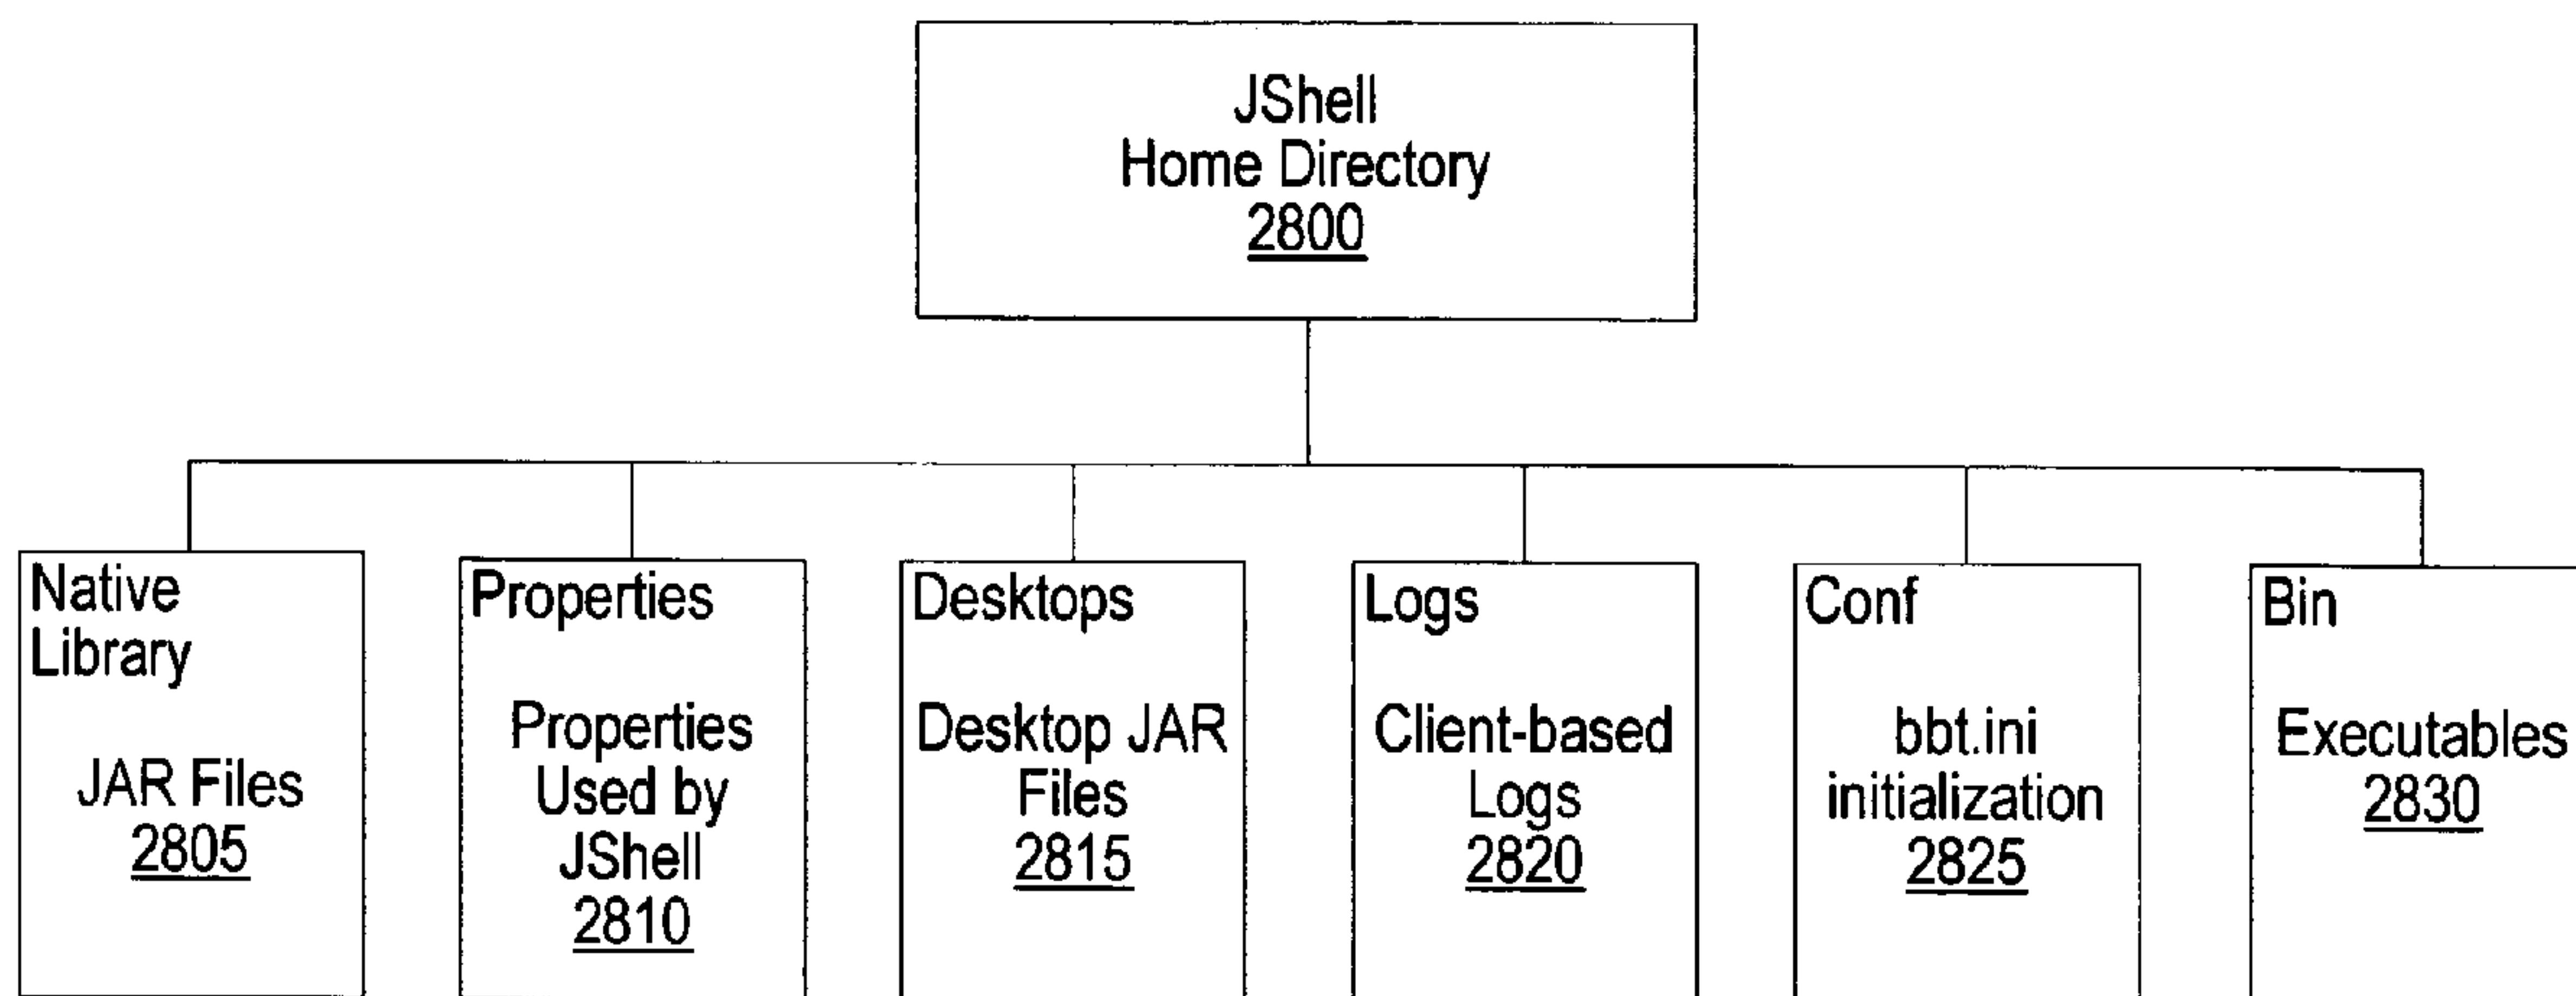 JShell
Home Directory
2800
Native
Library
JAR Files
2805
Properties
Properties
Used by
JShell
2810
Desktops
Desktop JAR
Files
2815
Logs
Client-based
Logs
2820
Conf
bbt.ini
initialization
2825
Bin
Executables
2830